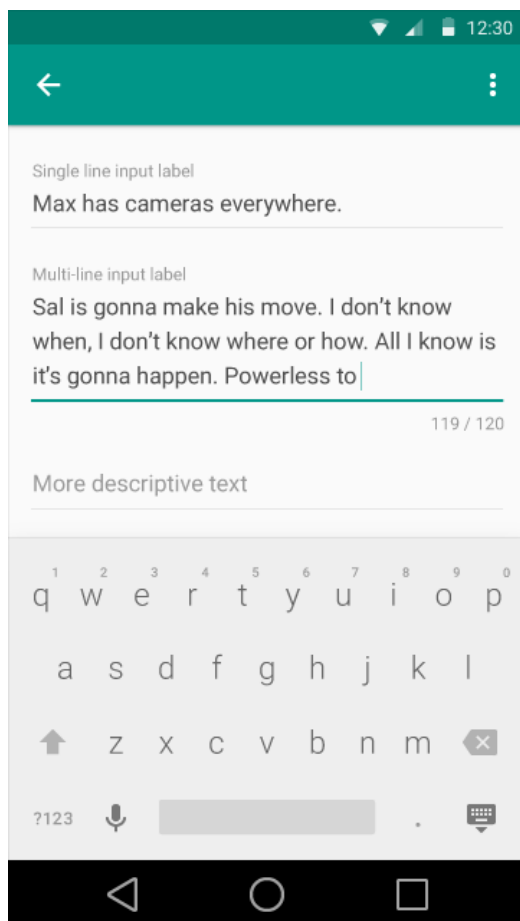 12:30
Single line input label
Max has cameras everywhere.
Multi-line input label
Sal is gonna make his move. I don't know
when, I don't know where or how. All I know is
it's gonna happen. Powerless to
119 / 120
More descriptive text
1 2 3 4 5 6 7 8 9 0
q w e r t y u i o p
a s d f g h j k l
z x c v b n m
?123 .